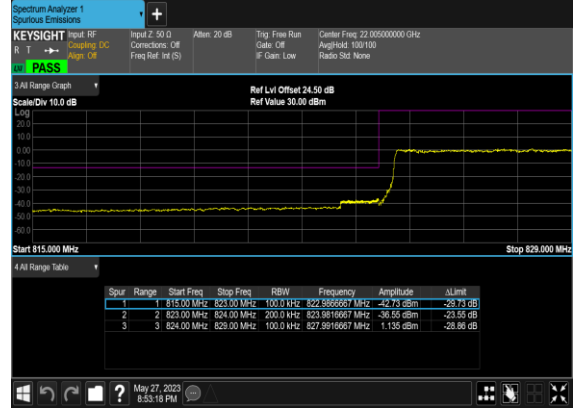 Spectrum Analyzer 1
Spurious Emissions
KEYSIGHT Input: RF Input Z: 50 Ω Atten: 20 dB Trig: Free Run Center Freq: 22.005000000 GHz
R T Coupling: DC Corrections: Off Gate: Off Avg|Hold: 100/100
Align: Off Freq Ref: Int (S) IF Gain: Low Radio Std: None
PASS
3 All Range Graph
Ref Lvl Offset 24.50 dB
Scale/Div 10.0 dB Ref Value 30.00 dBm
Log
20.0
10.0
0.00
-10.0
-20.0
-30.0
-40.0
-50.0
-60.0
Start 815.000 MHz Stop 829.000 MHz
4 All Range Table
Spur Range Start Freq Stop Freq RBW Frequency Amplitude ΔLimit
1 1 815.00 MHz 823.00 MHz 100.0 kHz 822.9866667 MHz -42.73 dBm -29.73 dB
2 2 823.00 MHz 824.00 MHz 200.0 kHz 823.9816667 MHz -36.55 dBm -23.55 dB
3 3 824.00 MHz 829.00 MHz 100.0 kHz 827.9916667 MHz 1.135 dBm -28.86 dB
? May 27, 2023
8:53:18 PM